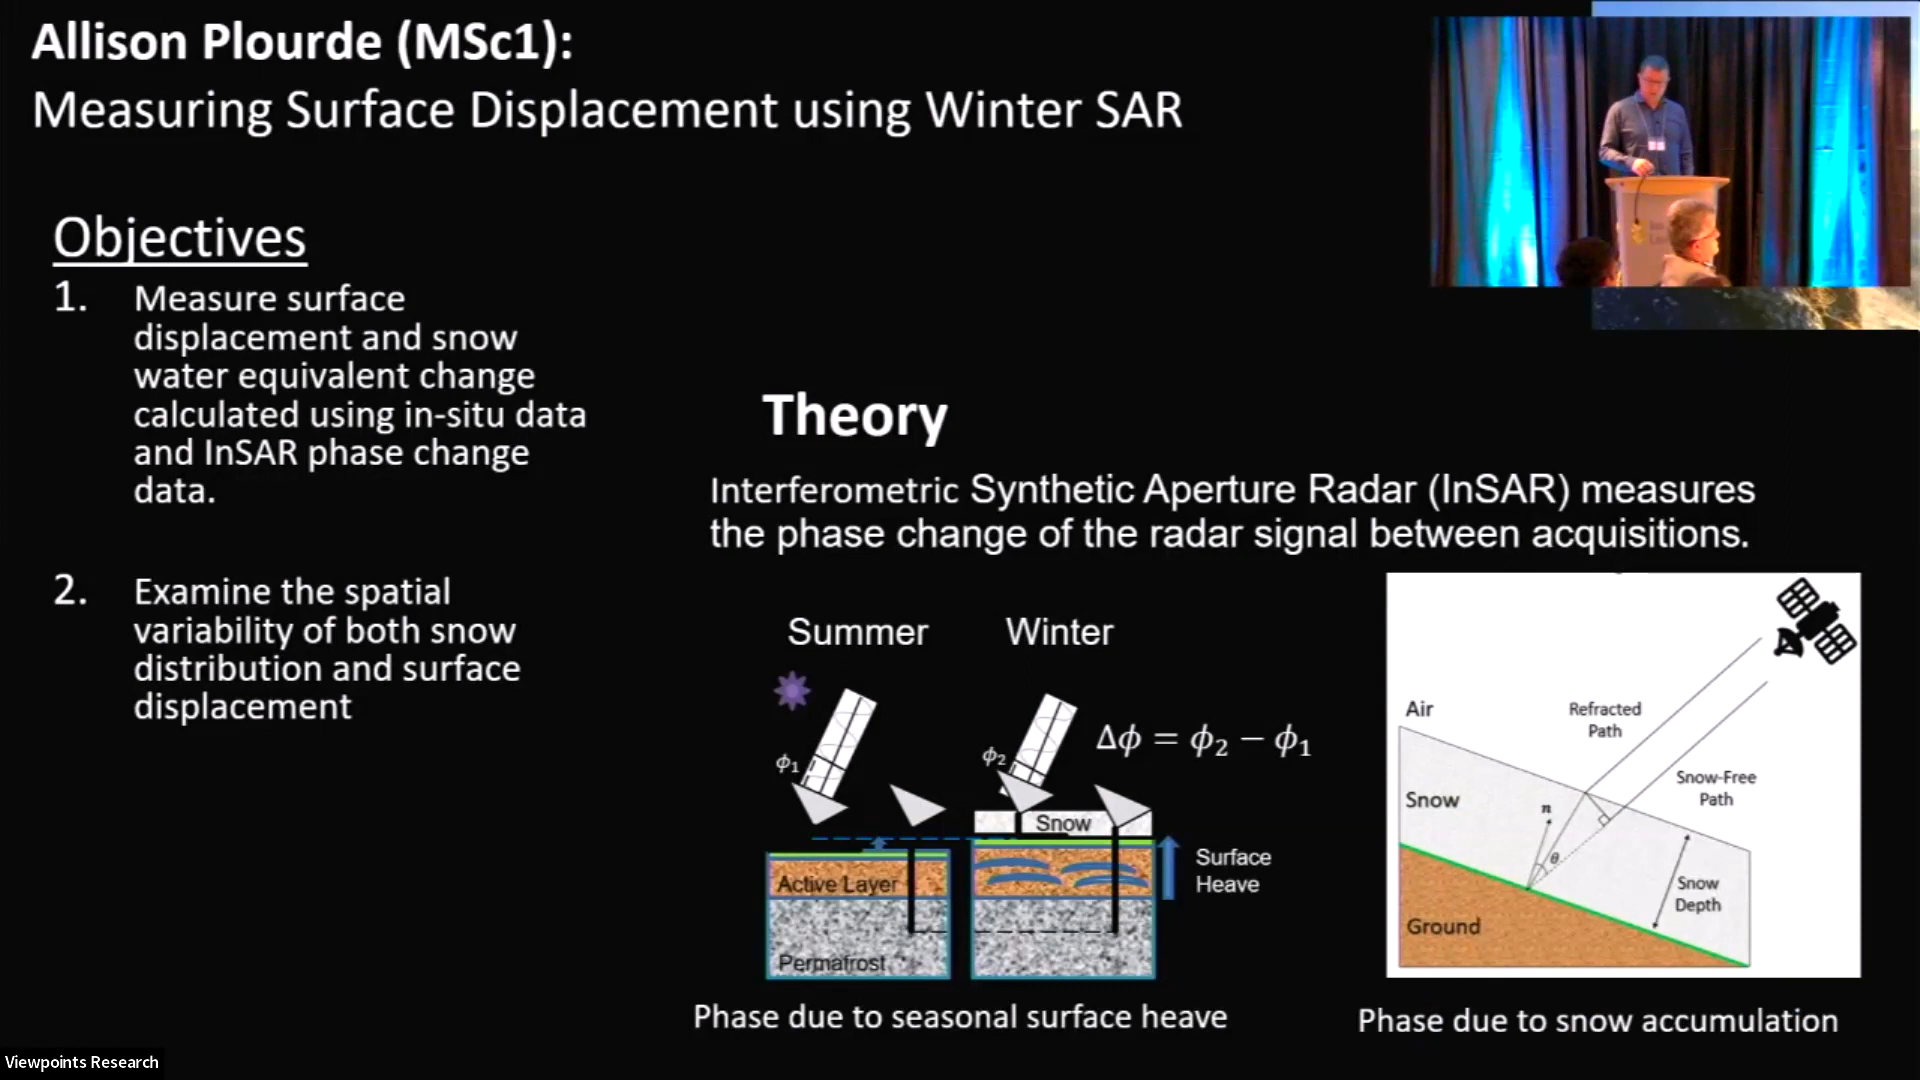 Allison Plourde (MSc1):
Measuring Surface Displacement using Winter SAR
Objectives
1. Measure surface
displacement and snow
water equivalent change
calculated using in-situ data
and InSAR phase change
data.
2. Examine the spatial
variability of both snow
distribution and surface
displacement
Theory
Interferometric Synthetic Aperture Radar (InSAR) measures
the phase change of the radar signal between acquisitions.
Summer
Winter
ϕ₁
ϕ₂
Δϕ = ϕ₂ − ϕ₁
Snow
Active Layer
Permafrost
Surface
Heave
Phase due to seasonal surface heave
Air
Refracted
Path
Snow-Free
Path
Snow
n
θ
Snow
Depth
Ground
Phase due to snow accumulation
Viewpoints Research